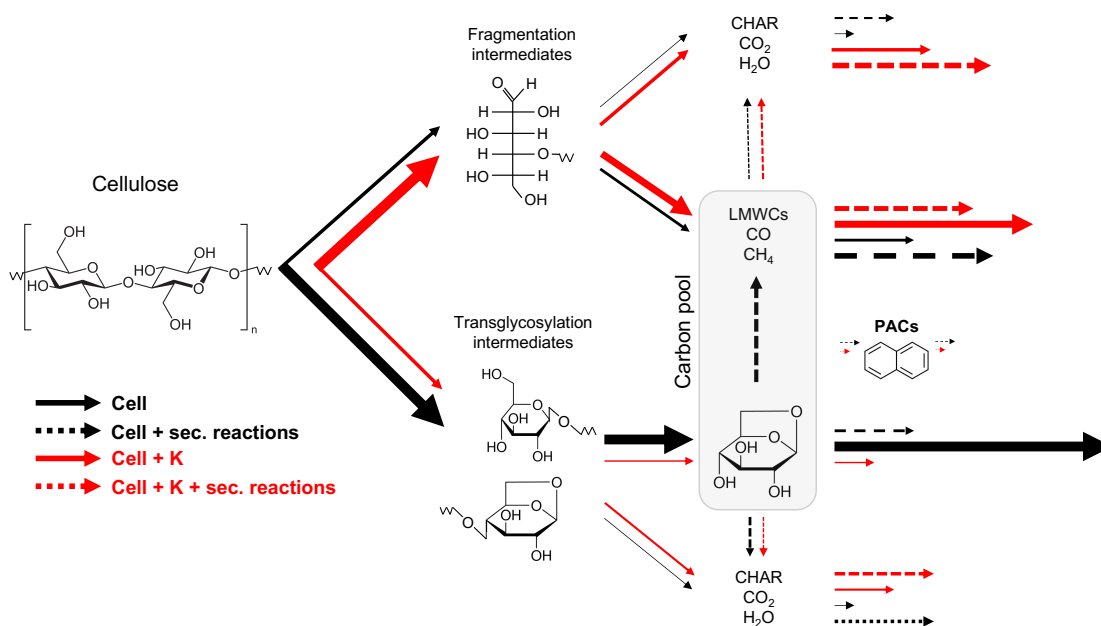 Cellulose
HO
O
OH
HO
OH
HO
OH
O
O
O
OH
n
Cell
Cell + sec. reactions
Cell + K
Cell + K + sec. reactions
Fragmentation
intermediates
O
H
H
OH
HO
H
H
O
HO
H
OH
Transglycosylation
intermediates
HO
O
O
OH
HO
OH
O
O
HO
O
OH
CHAR
CO2
H2O
Carbon pool
LMWCs
CO
CH4
O
O
HO
OH
OH
CHAR
CO2
H2O
PACs